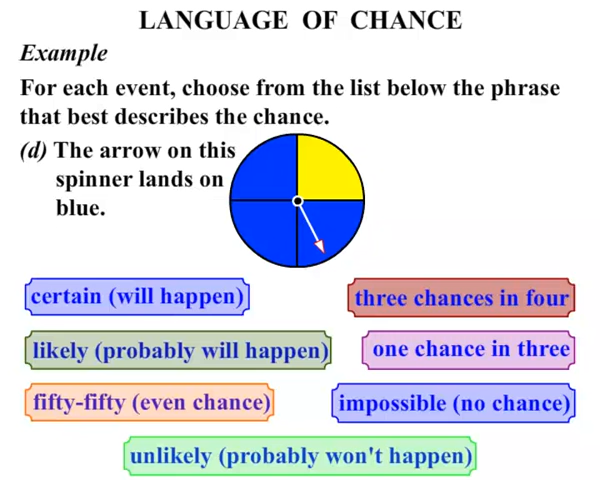 LANGUAGE OF CHANCE
Example
For each event, choose from the list below the phrase
that best describes the chance.
(d) The arrow on this
spinner lands on
blue.
certain (will happen)
three chances in four
likely (probably will happen)
one chance in three
fifty-fifty (even chance)
impossible (no chance)
unlikely (probably won't happen)